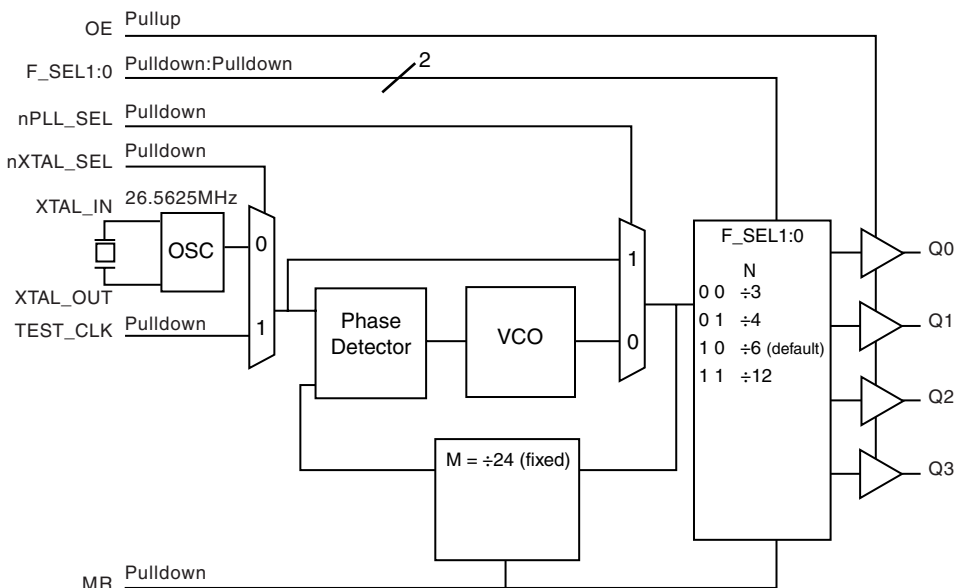 OE Pullup
F_SEL1:0 Pulldown:Pulldown
2
nPLL_SEL Pulldown
nXTAL_SEL Pulldown
XTAL_IN 26.5625MHz
OSC
XTAL_OUT
TEST_CLK Pulldown
0
1
Phase
Detector
VCO
1
0
F_SEL1:0
N
0 0 ÷3
0 1 ÷4
1 0 ÷6 (default)
1 1 ÷12
Q0
Q1
Q2
Q3
M = ÷24 (fixed)
MR Pulldown